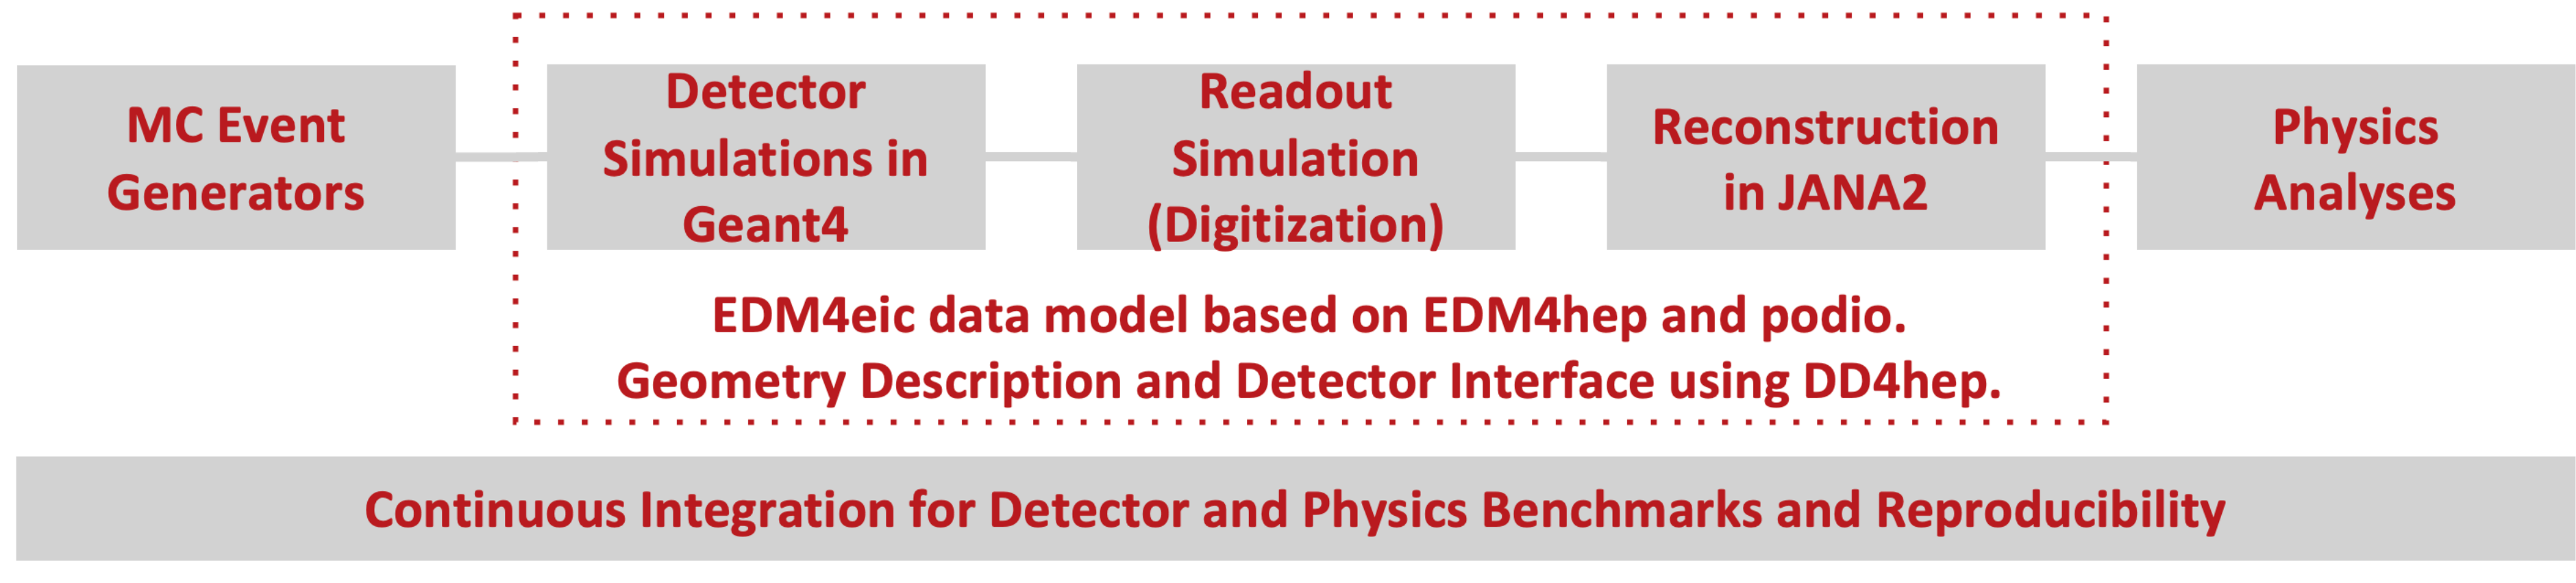 MC Event
Generators
Detector
Simulations in
Geant4
Readout
Simulation
(Digitization)
Reconstruction
in JANA2
Physics
Analyses
EDM4eic data model based on EDM4hep and podio.
Geometry Description and Detector Interface using DD4hep.
Continuous Integration for Detector and Physics Benchmarks and Reproducibility